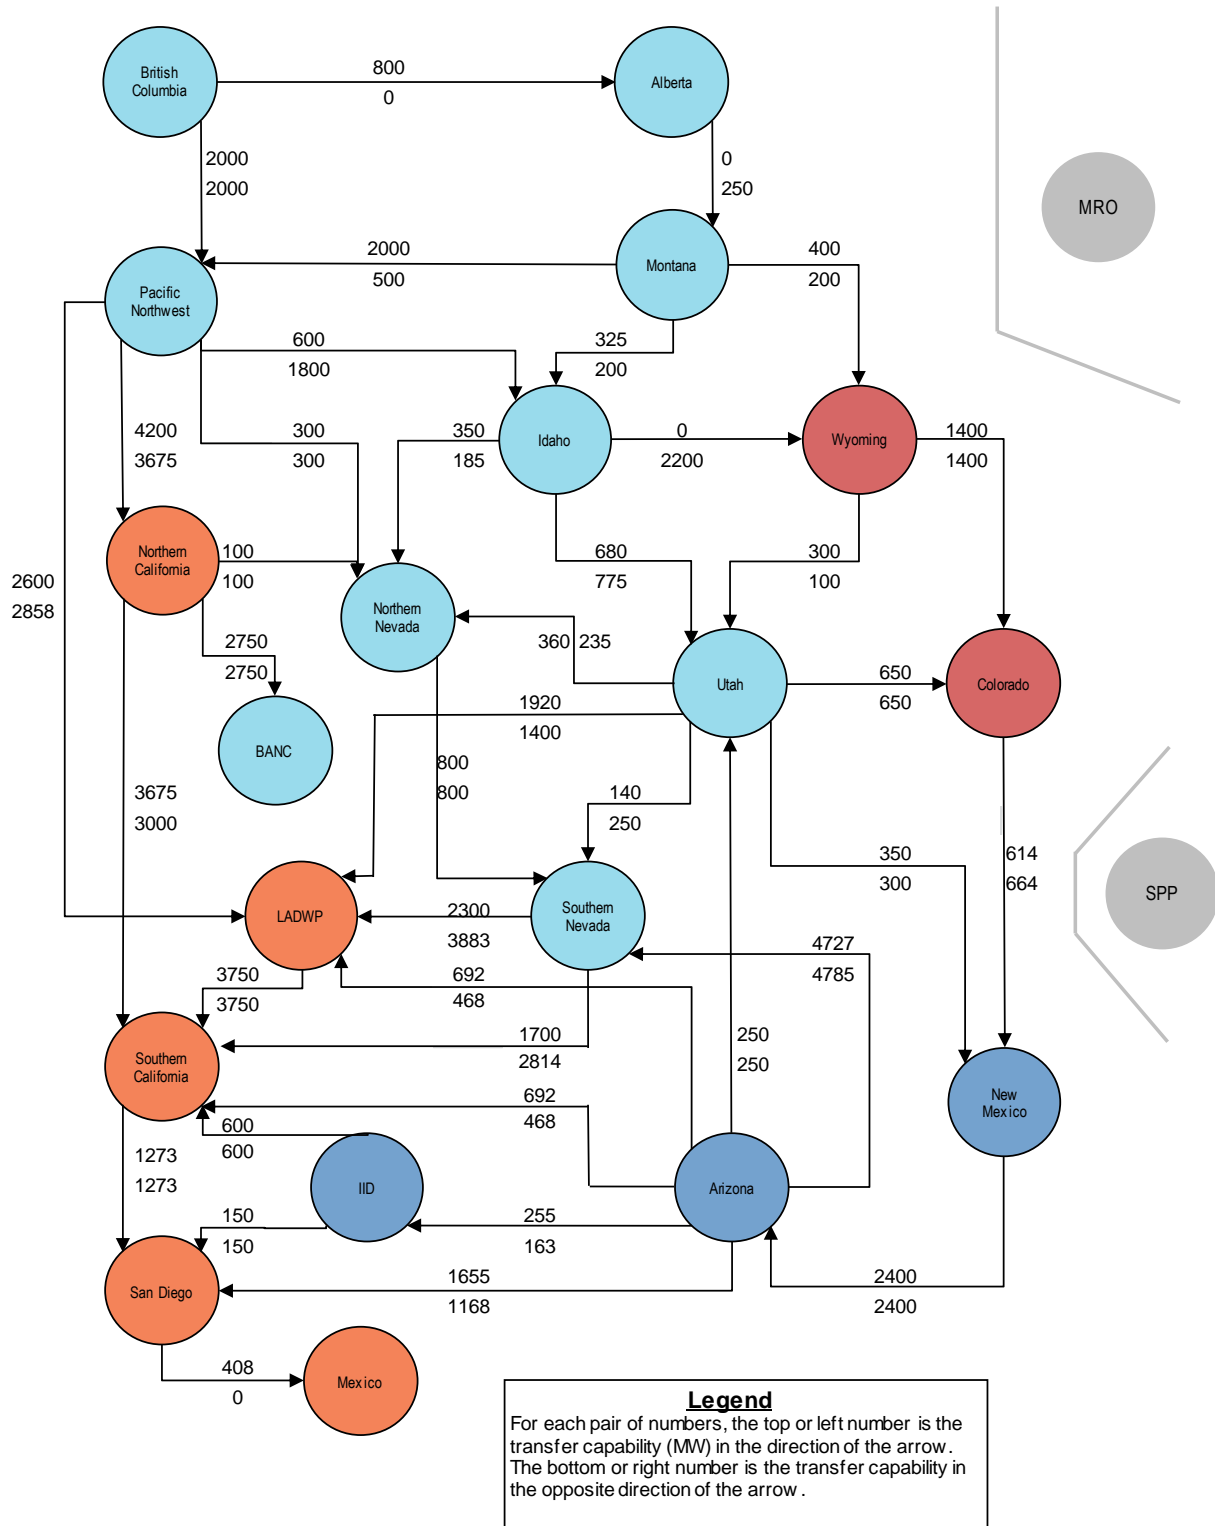 British
Columbia
800
0
Alberta
2000
2000
0
250
MRO
2000
500
Montana
400
200
Pacific
Northwest
600
1800
325
200
4200
3675
300
300
350
185
Idaho
0
2200
Wyoming
1400
1400
Northern
California
100
100
680
775
300
100
2600
2858
Northern
Nevada
2750
2750
360 235
Utah
650
650
Colorado
1920
1400
BANC
800
800
3675
3000
140
250
350
300
614
664
SPP
LADWP
2300
3883
Southern
Nevada
4727
4785
3750
3750
692
468
Southern
California
1700
2814
250
250
New
Mexico
692
468
600
600
1273
1273
IID
Arizona
150
150
255
163
San Diego
1655
1168
2400
2400
408
0
Mexico
Legend
For each pair of numbers, the top or left number is the
transfer capability (MW) in the direction of the arrow.
The bottom or right number is the transfer capability in
the opposite direction of the arrow.